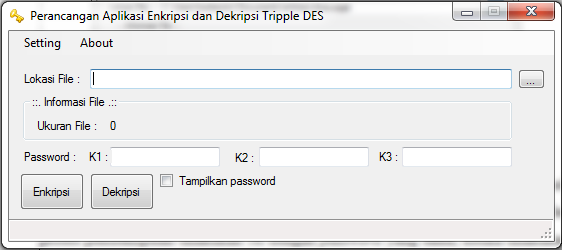 Perancangan Aplikasi Enkripsi dan Dekripsi Tripple DES
Setting About
Lokasi File : ...
::. Informasi File .::
Ukuran File : 0
Password : K1 : K2 : K3 :
Enkripsi Dekripsi Tampilkan password